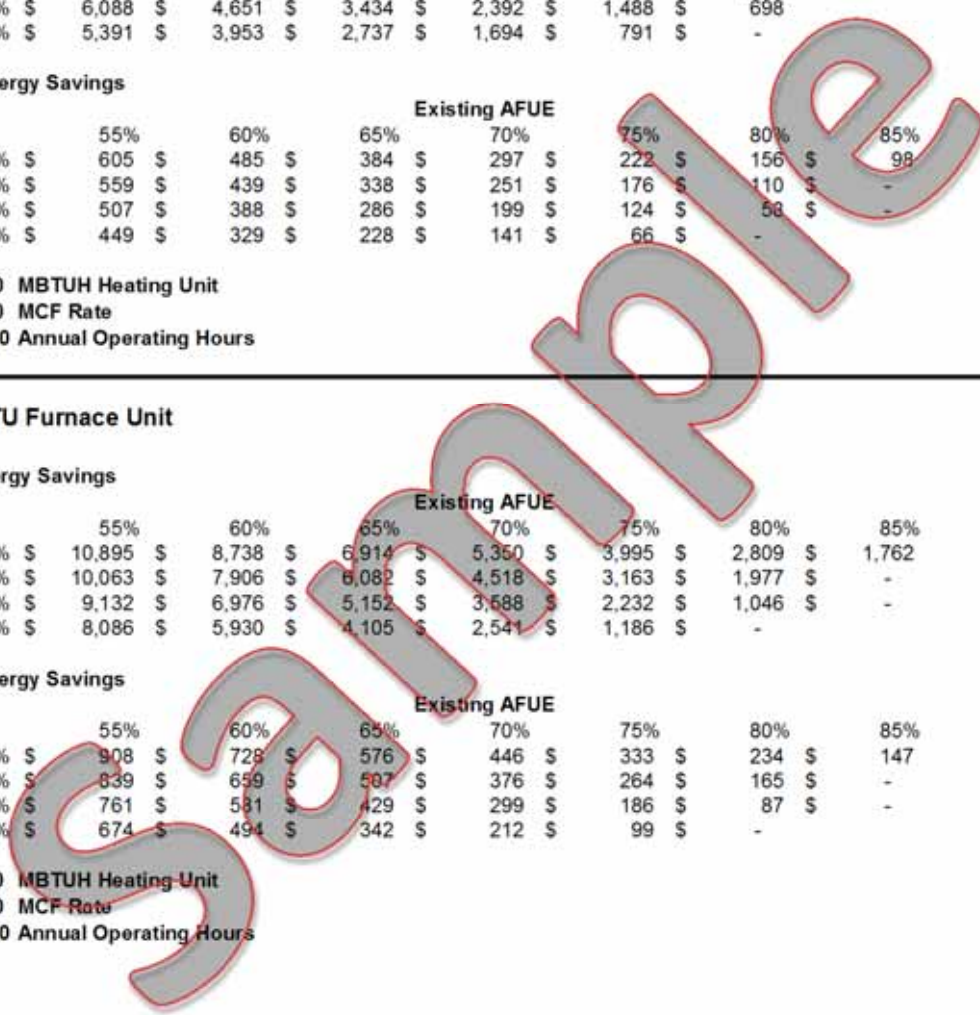 % $ 6,088 $ 4,651 $ 3,434 $ 2,392 $ 1,488 $ 698
% $ 5,391 $ 3,953 $ 2,737 $ 1,694 $ 791 $ -
ergy Savings
Existing AFUE
55% 60% 65% 70% 75% 80% 85%
% $ 605 $ 485 $ 384 $ 297 $ 222 $ 156 $ 98
% $ 559 $ 439 $ 338 $ 251 $ 176 $ 110 $ -
% $ 507 $ 388 $ 286 $ 199 $ 124 $ 58 $ -
% $ 449 $ 329 $ 228 $ 141 $ 66 $ -
0 MBTUH Heating Unit
0 MCF Rate
0 Annual Operating Hours
TU Furnace Unit
rgy Savings
Existing AFUE
55% 60% 65% 70% 75% 80% 85%
% $ 10,895 $ 8,738 $ 6,914 $ 5,350 $ 3,995 $ 2,809 $ 1,762
% $ 10,063 $ 7,906 $ 6,082 $ 4,518 $ 3,163 $ 1,977 $ -
% $ 9,132 $ 6,976 $ 5,152 $ 3,588 $ 2,232 $ 1,046 $ -
% $ 8,086 $ 5,930 $ 4,105 $ 2,541 $ 1,186 $ -
ergy Savings
Existing AFUE
55% 60% 65% 70% 75% 80% 85%
% $ 908 $ 728 $ 576 $ 446 $ 333 $ 234 $ 147
% $ 839 $ 659 $ 507 $ 376 $ 264 $ 165 $ -
% $ 761 $ 581 $ 429 $ 299 $ 186 $ 87 $ -
% $ 674 $ 494 $ 342 $ 212 $ 99 $ -
0 MBTUH Heating Unit
0 MCF Rate
0 Annual Operating Hours
Sample